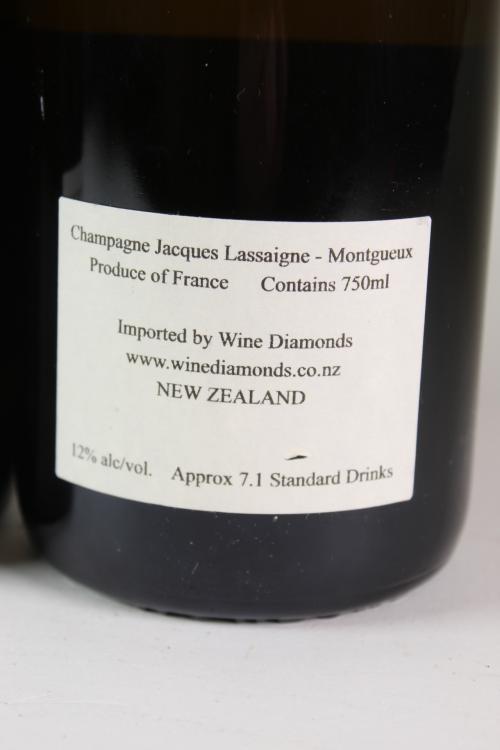 Champagne Jacques Lassaigne - Montgueux
Produce of France Contains 750ml
Imported by Wine Diamonds
www.winediamonds.co.nz
NEW ZEALAND
12% alc/vol. Approx 7.1 Standard Drinks